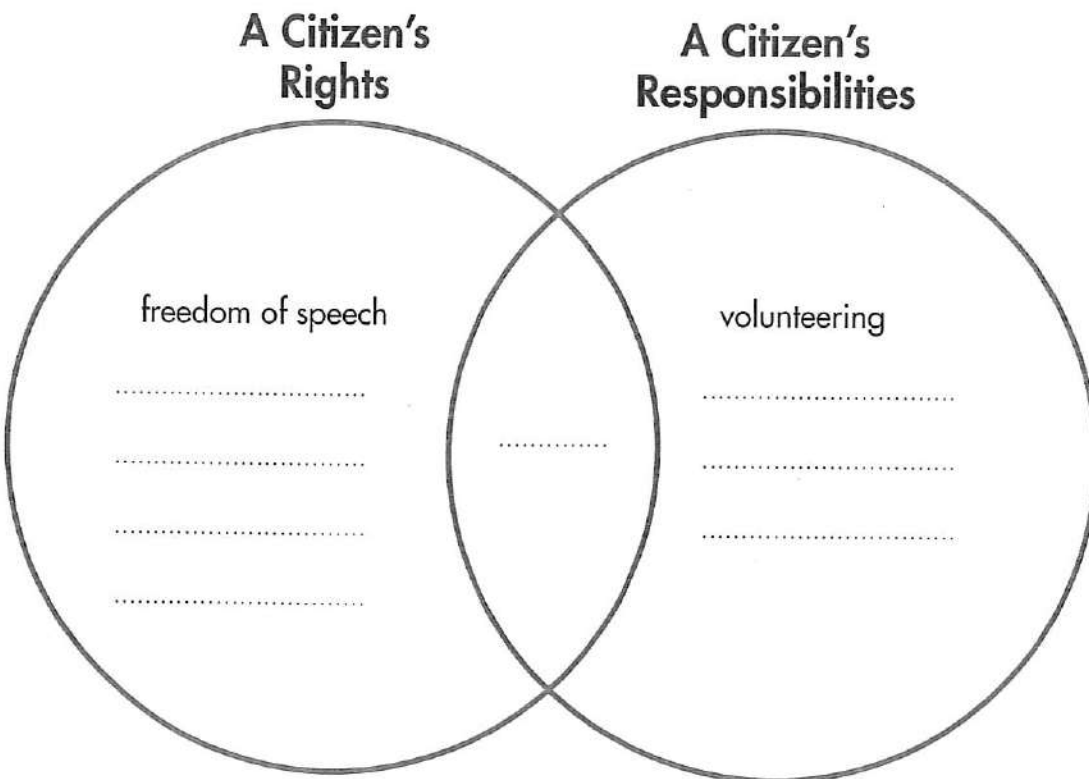 A Citizen's
Rights
A Citizen's
Responsibilities
freedom of speech
volunteering